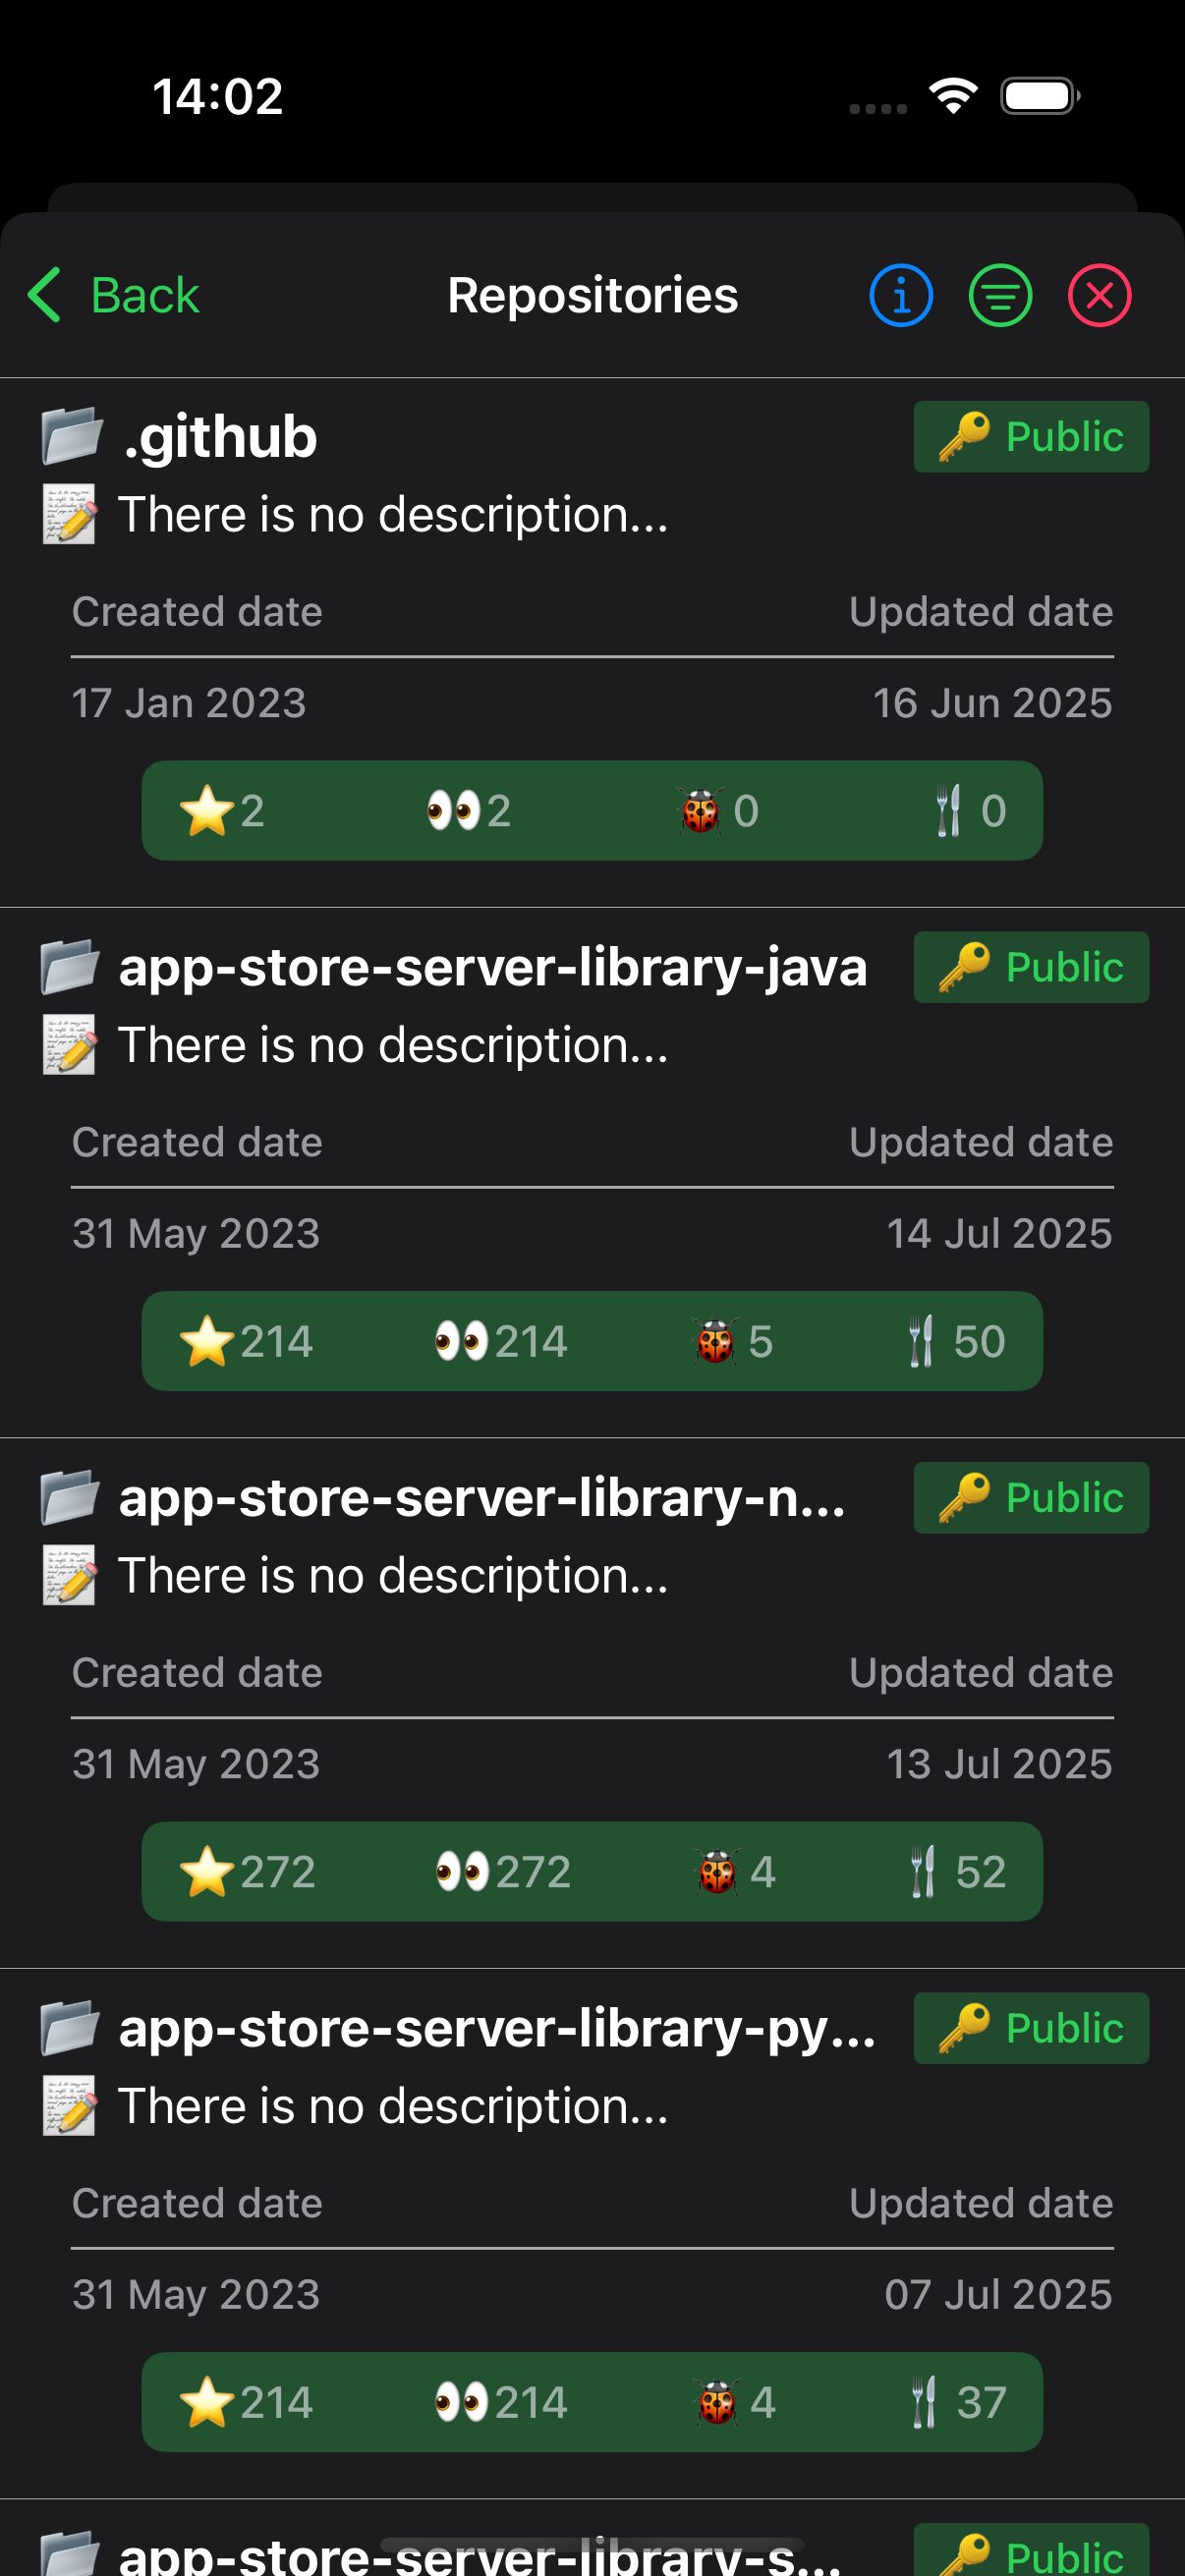 14:02
Back
Repositories
.github
Public
There is no description...
Created date
Updated date
17 Jan 2023
16 Jun 2025
2
2
0
0
app-store-server-library-java
Public
There is no description...
Created date
Updated date
31 May 2023
14 Jul 2025
214
214
5
50
app-store-server-library-n...
Public
There is no description...
Created date
Updated date
31 May 2023
13 Jul 2025
272
272
4
52
app-store-server-library-py...
Public
There is no description...
Created date
Updated date
31 May 2023
07 Jul 2025
214
214
4
37
app-store-server-library-s...
Public